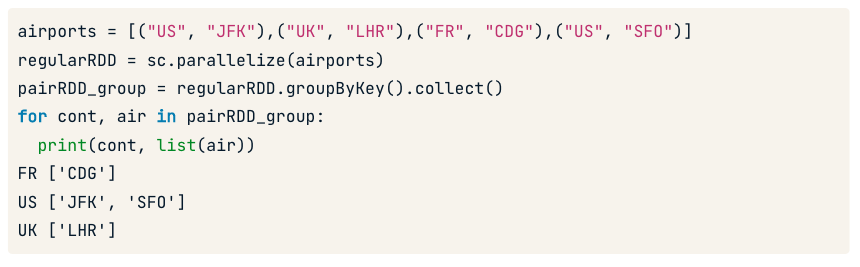 airports = [("US", "JFK"),("UK", "LHR"),("FR", "CDG"),("US", "SFO")]
regularRDD = sc.parallelize(airports)
pairRDD_group = regularRDD.groupByKey().collect()
for cont, air in pairRDD_group:
  print(cont, list(air))
FR ['CDG']
US ['JFK', 'SFO']
UK ['LHR']